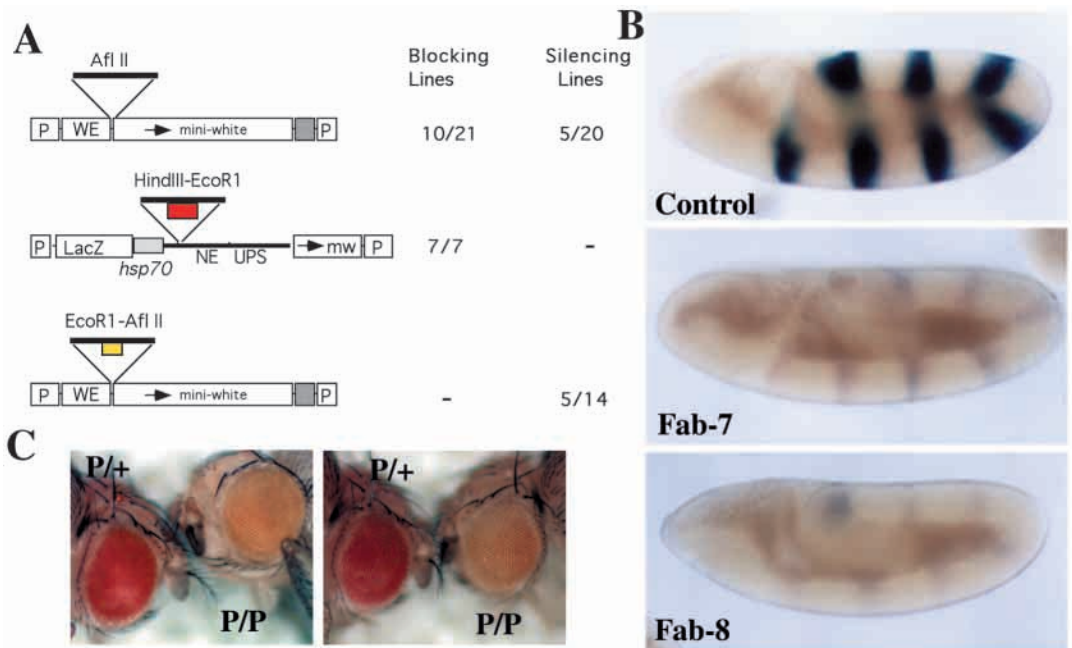 A
B
Afl II
Blocking
Lines
Silencing
Lines
P WE mini-white P
10/21 5/20
HindIII-EcoR1
P LacZ NE UPS mw P
hsp70
7/7 -
EcoR1-Afl II
P WE mini-white P
- 5/14
C
P/+
P/P
P/+
P/P
Control
Fab-7
Fab-8